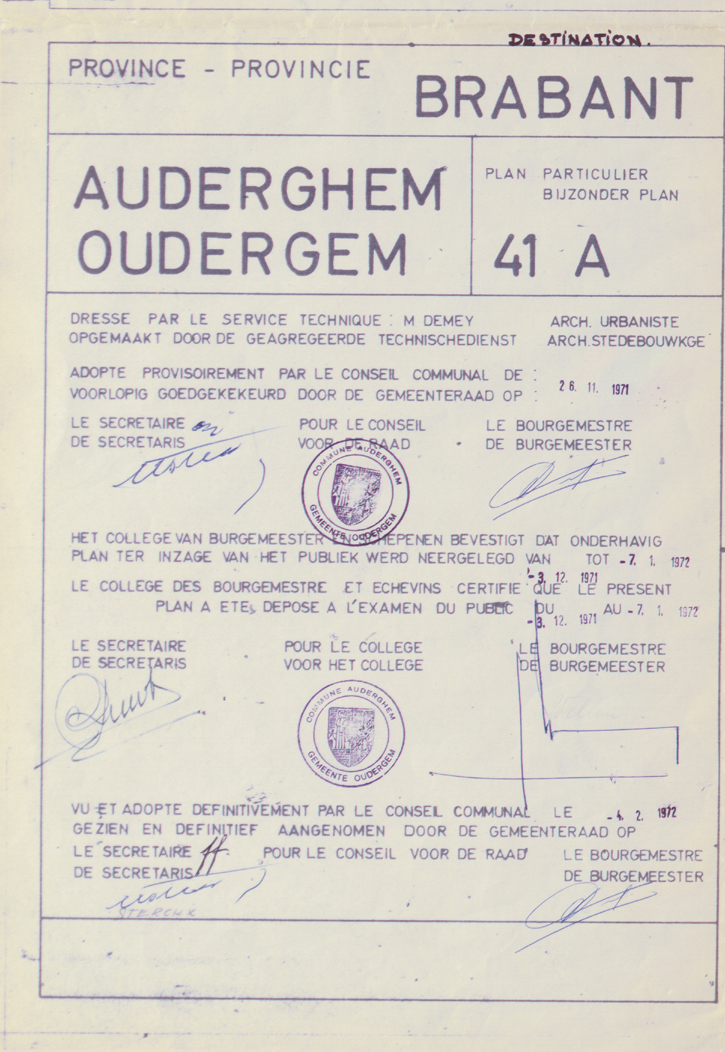 DESTINATION.
PROVINCE - PROVINCIE
BRABANT
AUDERGHEM
OUDERGEM
PLAN PARTICULIER
BIJZONDER PLAN
41 A
DRESSE PAR LE SERVICE TECHNIQUE : M DEMEY ARCH. URBANISTE
OPGEMAAKT DOOR DE GEAGREGEERDE TECHNISCHEDIENST ARCH.STEDEBOUWKGE
ADOPTE PROVISOIREMENT PAR LE CONSEIL COMMUNAL DE :
VOORLOPIG GOEDGEKEKEURD DOOR DE GEMEENTERAAD OP : 26. 11. 1971
LE SECRETAIRE POUR LE CONSEIL LE BOURGEMESTRE
DE SECRETARIS VOOR DE RAAD DE BURGEMEESTER
COMMUNE AUDERGHEM
GEMEENTE OUDERGEM
HET COLLEGE VAN BURGEMEESTER EN SCHEPENEN BEVESTIGT DAT ONDERHAVIG
PLAN TER INZAGE VAN HET PUBLIEK WERD NEERGELEGD VAN TOT -7. 1. 1972
-3. 12. 1971
LE COLLEGE DES BOURGEMESTRE ET ECHEVINS CERTIFIE QUE LE PRESENT
PLAN A ETE DEPOSE A L'EXAMEN DU PUBLIC DU AU -7. 1. 1972
-3. 12. 1971
LE SECRETAIRE POUR LE COLLEGE LE BOURGEMESTRE
DE SECRETARIS VOOR HET COLLEGE DE BURGEMEESTER
COMMUNE AUDERGHEM
GEMEENTE OUDERGEM
VU ET ADOPTE DEFINITIVEMENT PAR LE CONSEIL COMMUNAL LE -4. 2. 1972
GEZIEN EN DEFINITIEF AANGENOMEN DOOR DE GEMEENTERAAD OP
LE SECRETAIRE ff. POUR LE CONSEIL VOOR DE RAAD LE BOURGEMESTRE
DE SECRETARIS DE BURGEMEESTER
STERCKX